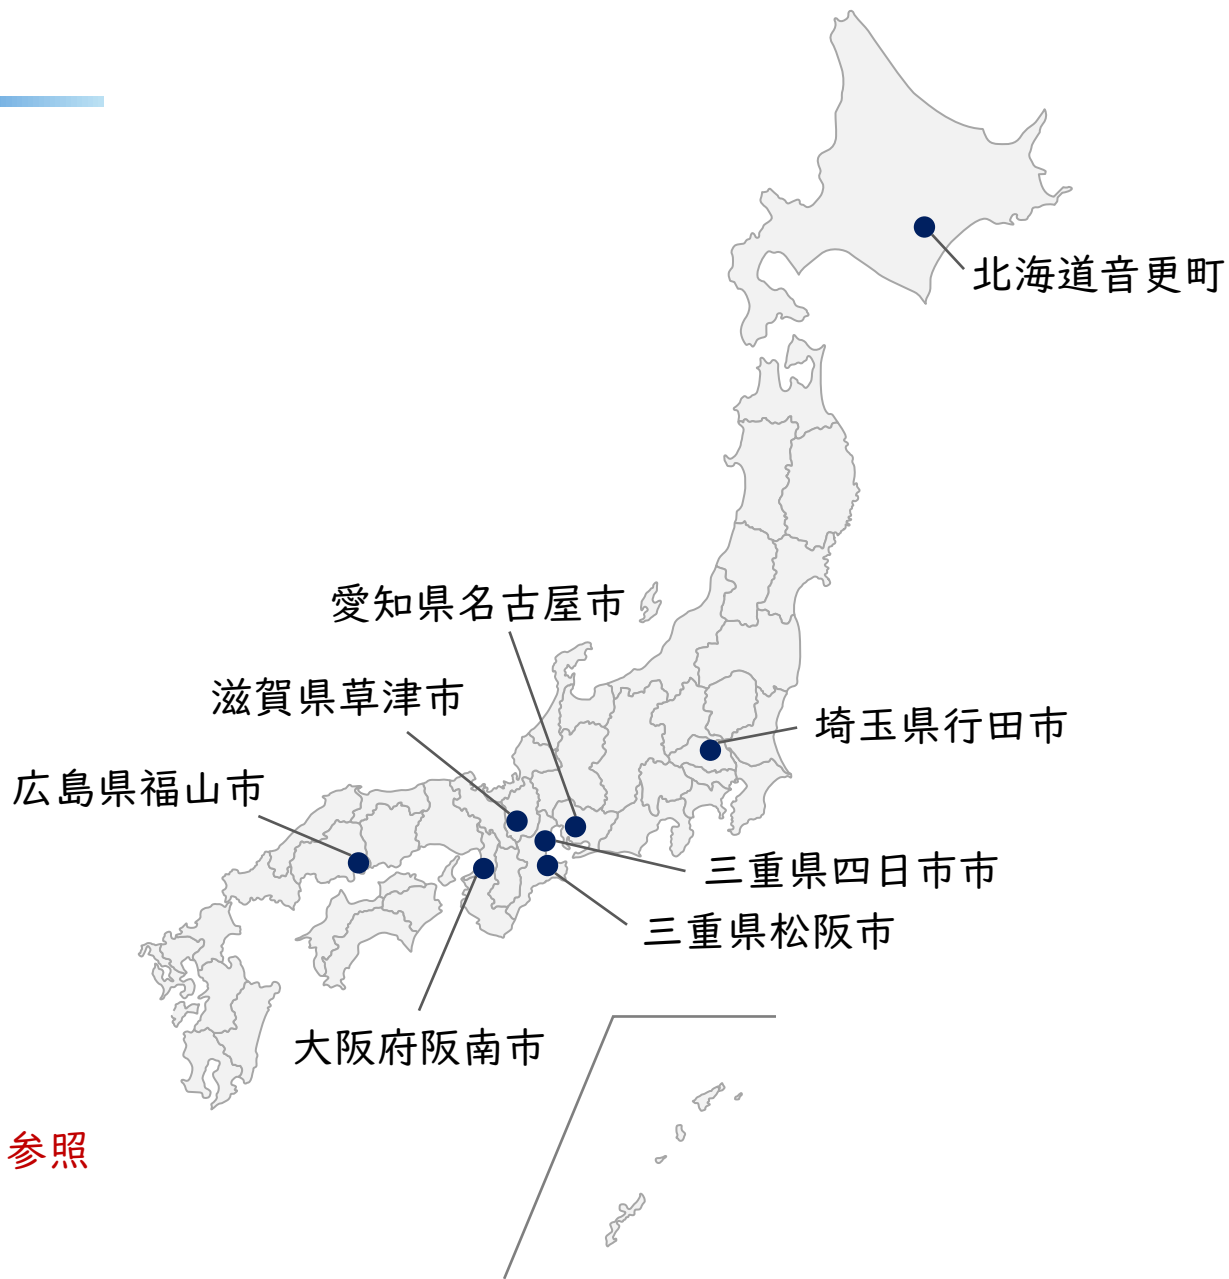 北海道音更町
愛知県名古屋市
滋賀県草津市
埼玉県行田市
広島県福山市
三重県四日市市
三重県松阪市
大阪府阪南市
参照